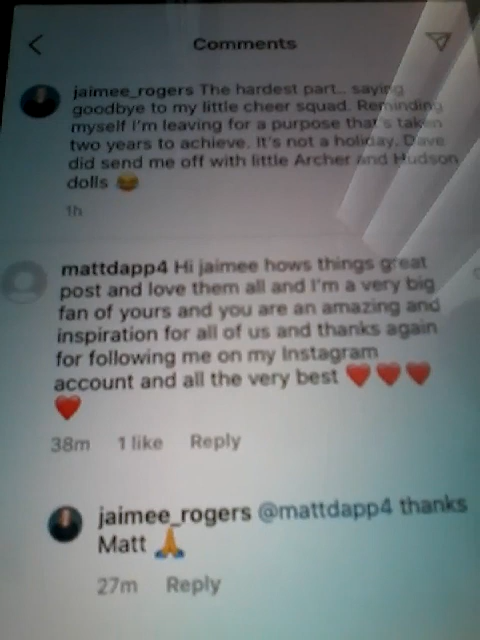 Comments
jaimee_rogers The hardest part.. saying
goodbye to my little cheer squad. Reminding
myself I'm leaving for a purpose that's taken
two years to achieve. It's not a holiday. Dave
did send me off with little Archer and Hudson
dolls 😂
1h
mattdapp4 Hi jaimee hows things great
post and love them all and I'm a very big
fan of yours and you are an amazing and
inspiration for all of us and thanks again
for following me on my Instagram
account and all the very best ❤️❤️❤️
❤️
38m 1 like Reply
jaimee_rogers @mattdapp4 thanks
Matt 🙏
27m Reply